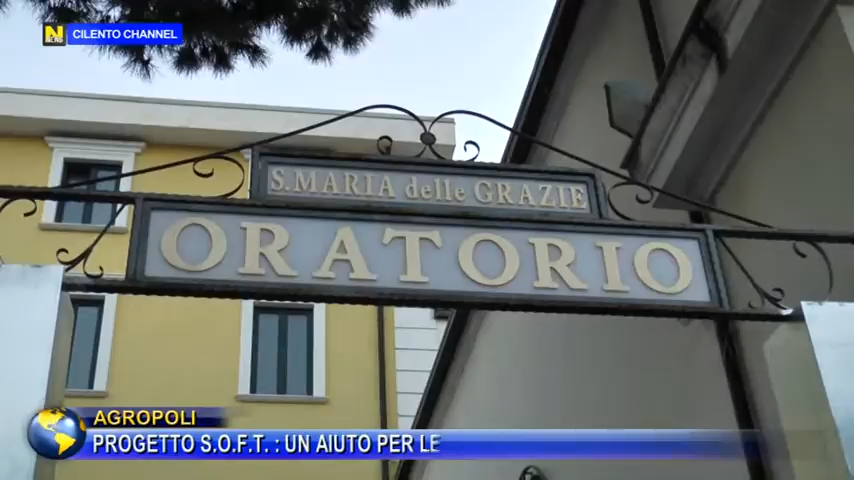 CILENTO CHANNEL
S.MARIA delle GRAZIE
ORATORIO
AGROPOLI
PROGETTO S.O.F.T. : UN AIUTO PER LE